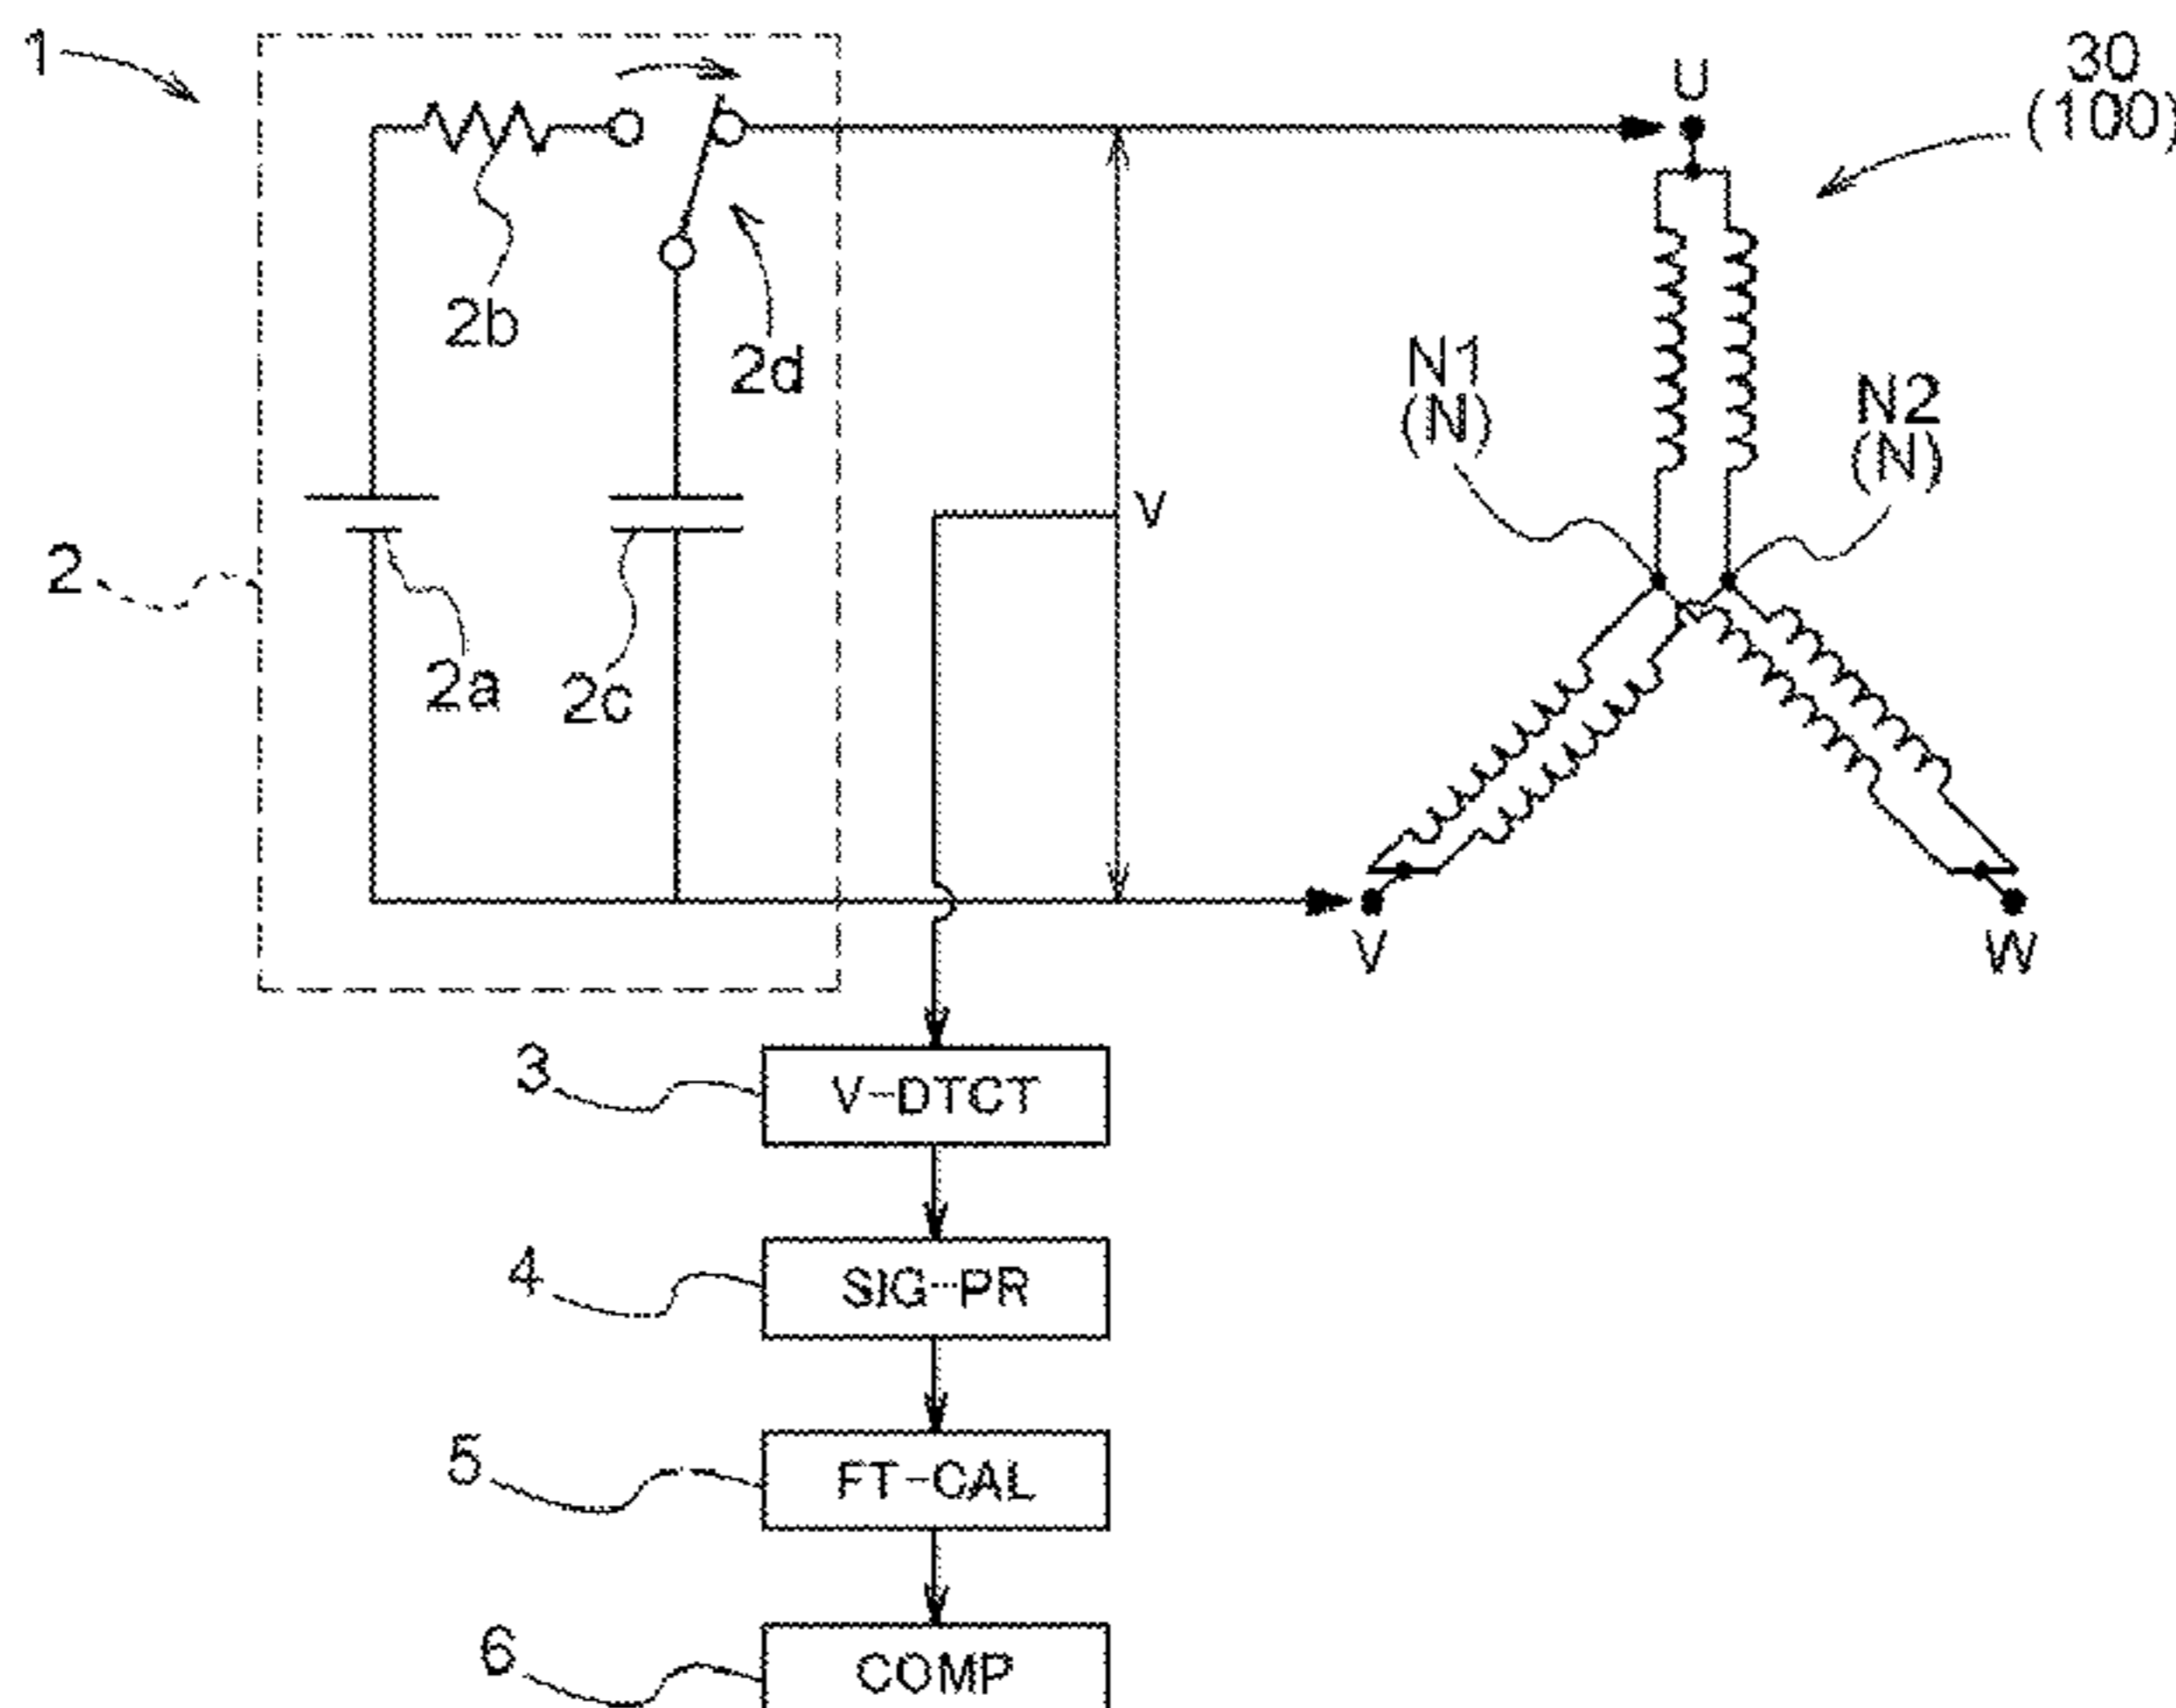 1
30
(100)
U
2b
2d
N1
(N)
N2
(N)
V
2
2a
2c
V
W
3
V-DTCT
4
SIG-PR
5
FT-CAL
6
COMP